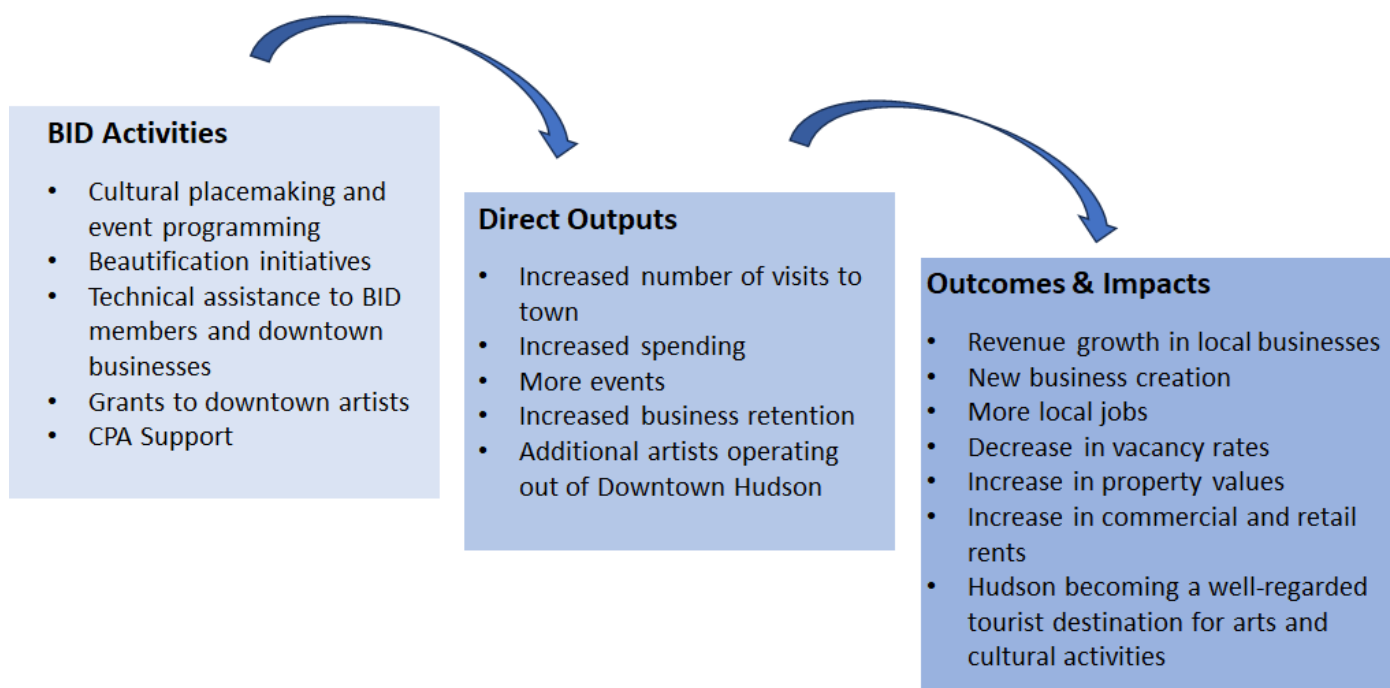 BID Activities
• Cultural placemaking and
event programming
• Beautification initiatives
• Technical assistance to BID
members and downtown
businesses
• Grants to downtown artists
• CPA Support
Direct Outputs
• Increased number of visits to
town
• Increased spending
• More events
• Increased business retention
• Additional artists operating
out of Downtown Hudson
Outcomes & Impacts
• Revenue growth in local businesses
• New business creation
• More local jobs
• Decrease in vacancy rates
• Increase in property values
• Increase in commercial and retail
rents
• Hudson becoming a well-regarded
tourist destination for arts and
cultural activities